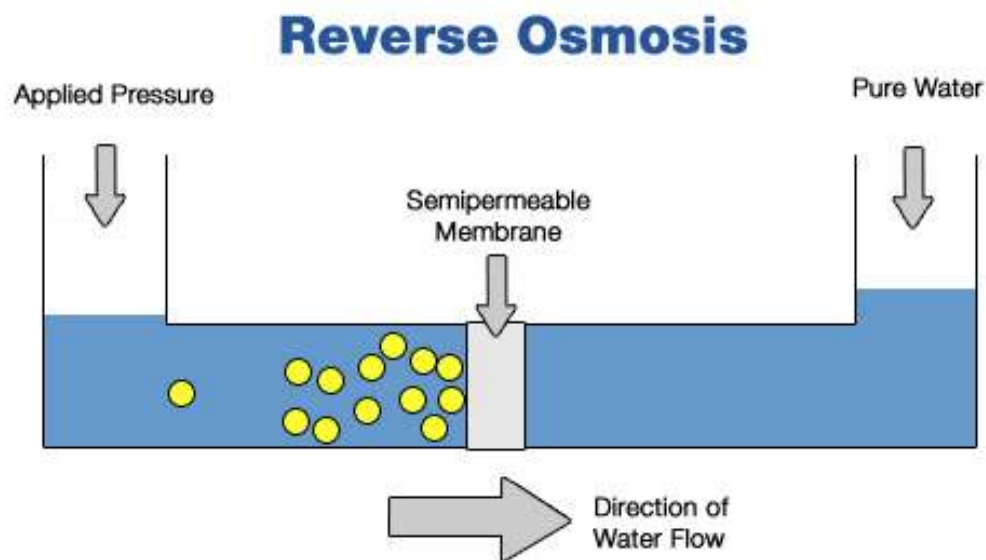 Reverse Osmosis
Applied Pressure
Pure Water
Semipermeable
Membrane
Direction of
Water Flow